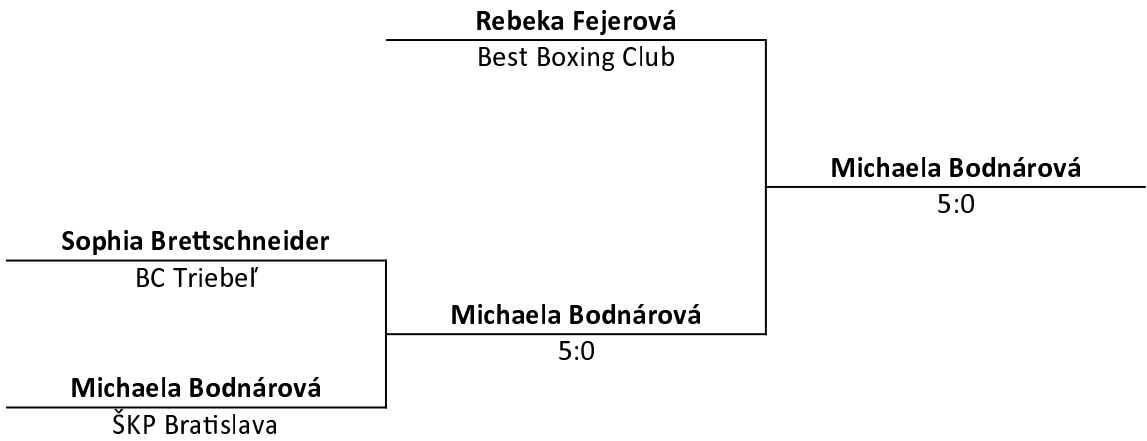 Rebeka Fejerová
Best Boxing Club
Michaela Bodnárová
5:0
Sophia Brettschneider
BC Triebeľ
Michaela Bodnárová
5:0
Michaela Bodnárová
ŠKP Bratislava